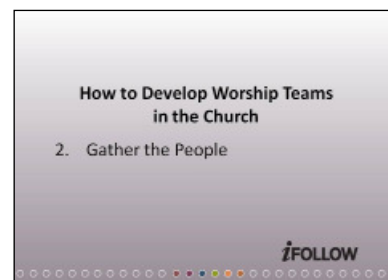 How to Develop Worship Teams
in the Church
2. Gather the People
iFOLLOW